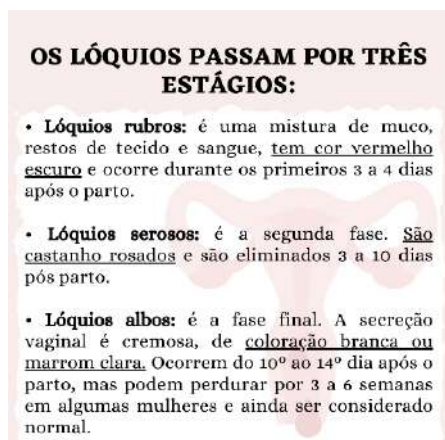 OS LÓQUIOS PASSAM POR TRÊS
ESTÁGIOS:
• Lóquios rubros: é uma mistura de muco,
restos de tecido e sangue, tem cor vermelho
escuro e ocorre durante os primeiros 3 a 4 dias
após o parto.
• Lóquios serosos: é a segunda fase. São
castanho rosados e são eliminados 3 a 10 dias
pós parto.
• Lóquios albos: é a fase final. A secreção
vaginal é cremosa, de coloração branca ou
marrom clara. Ocorrem do 10º ao 14º dia após o
parto, mas podem perdurar por 3 a 6 semanas
em algumas mulheres e ainda ser considerado
normal.